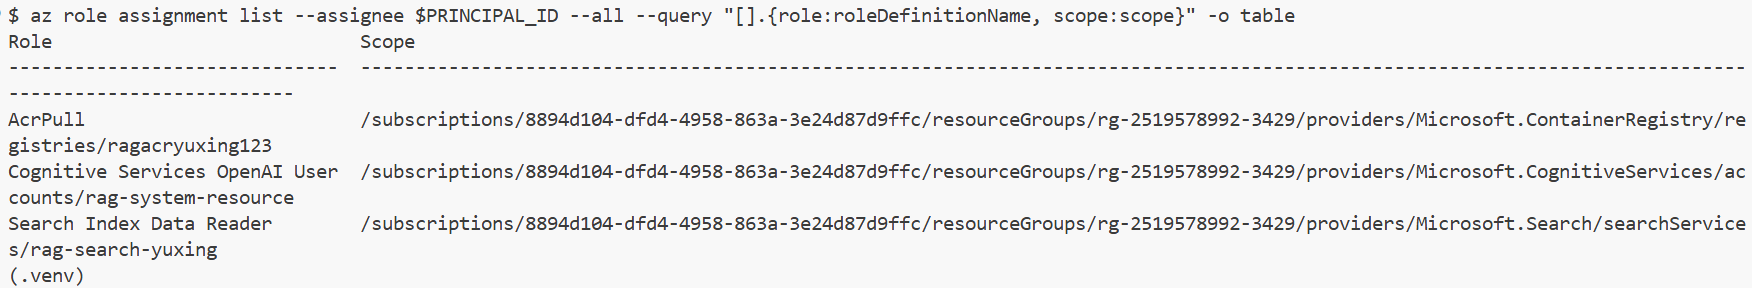 $ az role assignment list --assignee $PRINCIPAL_ID --all --query "[].{role:roleDefinitionName, scope:scope}" -o table
Role                            Scope
------------------------------  -------------------------------------------------------------------------------------------------------------------------------
--------------------------
AcrPull                         /subscriptions/8894d104-dfd4-4958-863a-3e24d87d9ffc/resourceGroups/rg-2519578992-3429/providers/Microsoft.ContainerRegistry/re
gistries/ragacryuxing123
Cognitive Services OpenAI User  /subscriptions/8894d104-dfd4-4958-863a-3e24d87d9ffc/resourceGroups/rg-2519578992-3429/providers/Microsoft.CognitiveServices/ac
counts/rag-system-resource
Search Index Data Reader        /subscriptions/8894d104-dfd4-4958-863a-3e24d87d9ffc/resourceGroups/rg-2519578992-3429/providers/Microsoft.Search/searchService
s/rag-search-yuxing
(.venv)